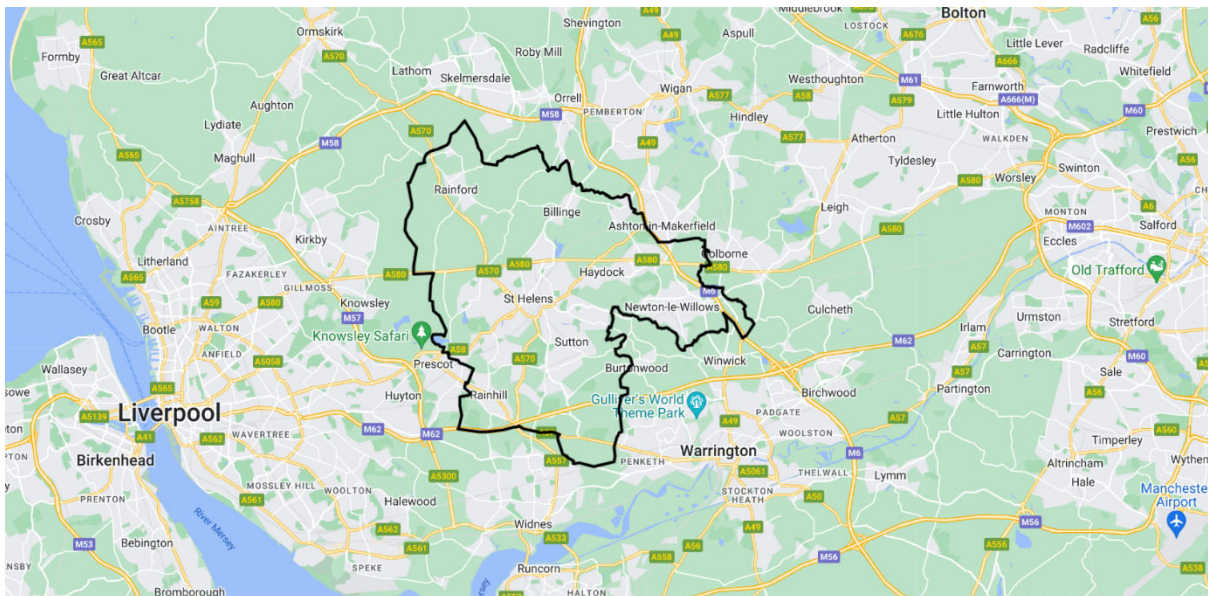 Shevington
A49
Middlebrook
Bolton
A56
A565
Ormskirk
A49
Aspull
LOSTOCK
A676
Little Lever
Radcliffe
Formby
A570
Roby Mill
A666
Great Altcar
Lathom
Skelmersdale
Westhoughton
M61
Farnworth
Whitefield
Orrell
Wigan
A577
A58
A579
A666(M)
M60
Aughton
M58
PEMBERTON
Hindley
Little Hulton
Lydiate
A570
A49
A577
Atherton
WALKDEN
Prestwich
M58
Maghull
A565
Tyldesley
Swinton
A56
Worsley
A580
A5758
Rainford
A6
Crosby
Billinge
Leigh
MONTON
Salford
AINTREE
Kirkby
Ashton-in-Makerfield
A580
M602
Eccles
Litherland
A580
A570
A580
A580
Golborne
A580
Old Trafford
A565
FAZAKERLEY
GILLMOSS
Haydock
A59
A580
Knowsley
St Helens
M6
Newton-le-Willows
Culcheth
Urmston
Bootle
WALTON
M57
Irlam
Stretford
Knowsley Safari
A58
Sutton
M62
A57
ANFIELD
A5058
A570
Winwick
Carrington
M60
Wallasey
Prescot
Burtonwood
A57
Sale
A565
Huyton
Rainhill
Birchwood
Partington
A5139
Liverpool
Gulliver's World
Theme Park
PADGATE
A57
A41
A562
WAVERTREE
M62
M62
A49
WOOLSTON
A560
Birkenhead
A557
PENKETH
Warrington
M6
Timperley
A5300
A5061
THELWALL
Altrincham
PRENTON
MOSSLEY HILL
WOOLTON
Halewood
STOCKTON
HEATH
A50
Lymm
Hale
A561
Manchester
Airport
River Mersey
A562
Widnes
A49
M56
M53
Bebington
A561
A533
A56
A556
SPEKE
Runcorn
A558
M56
A538
Bromborough
HALTON